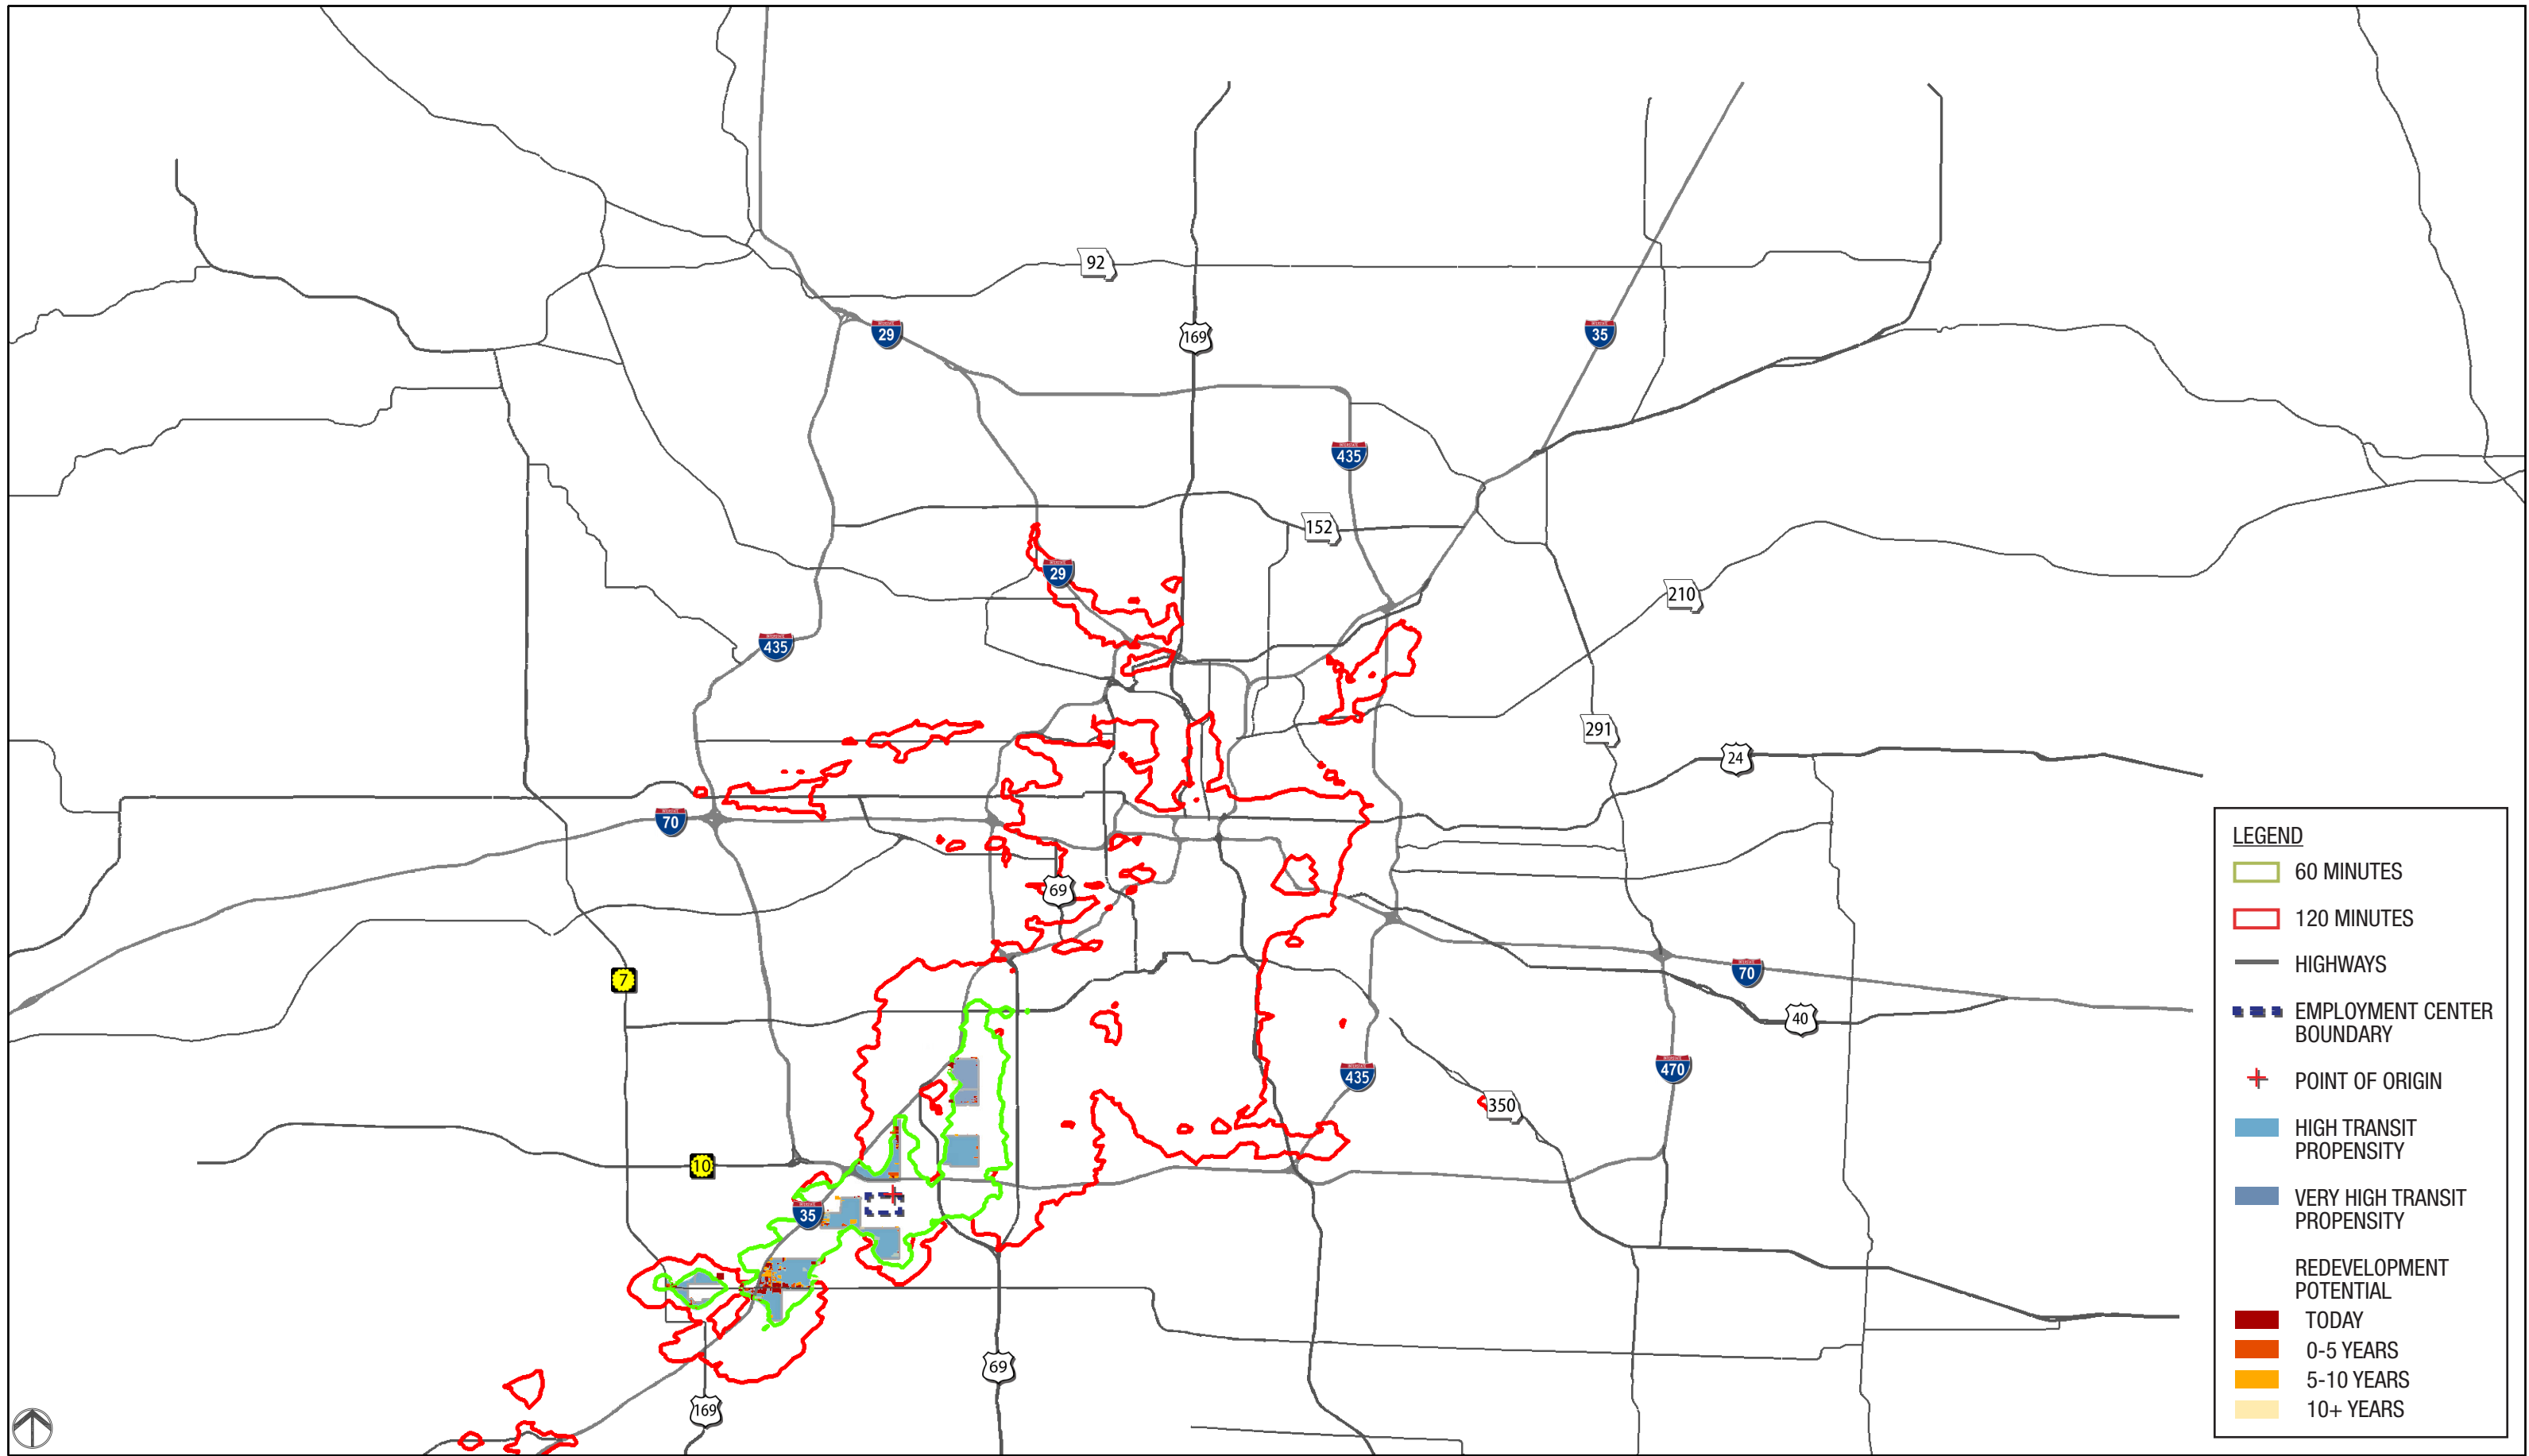 92
29
169
35
435
152
29
210
435
291
24
70
69
7
70
40
435
470
350
10
35
69
169
LEGEND
60 MINUTES
120 MINUTES
HIGHWAYS
EMPLOYMENT CENTER
BOUNDARY
POINT OF ORIGIN
HIGH TRANSIT
PROPENSITY
VERY HIGH TRANSIT
PROPENSITY
REDEVELOPMENT
POTENTIAL
TODAY
0-5 YEARS
5-10 YEARS
10+ YEARS